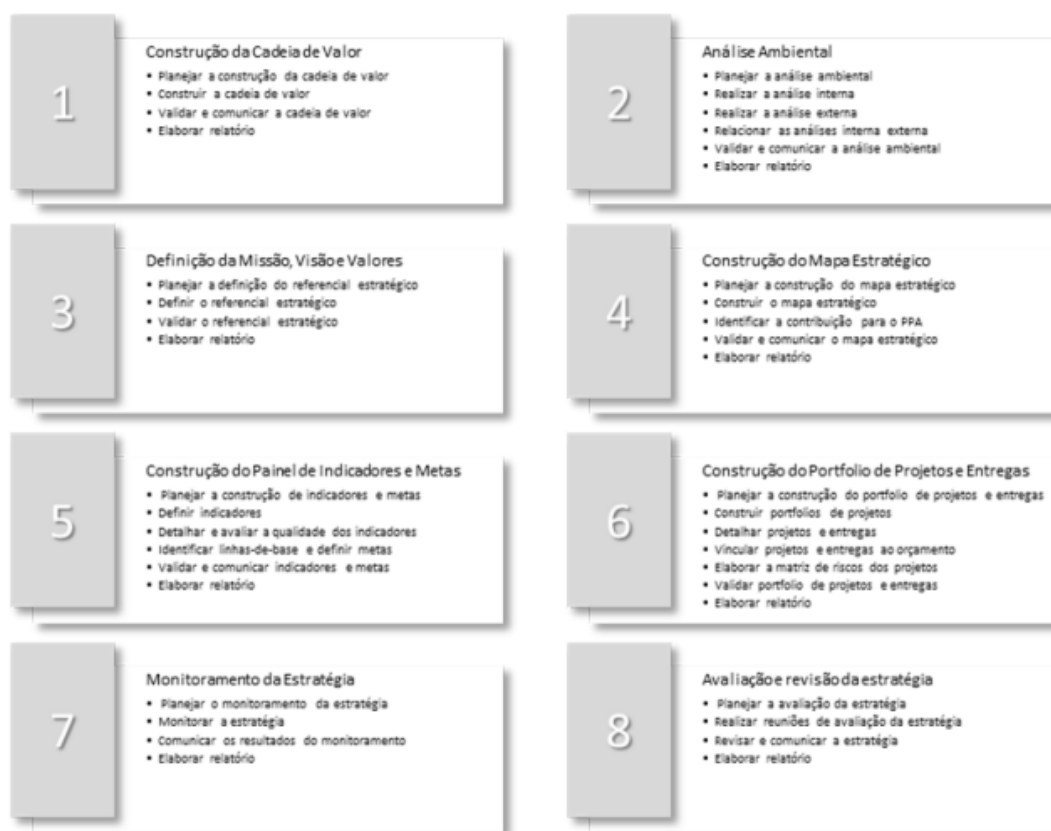 1
Construção da Cadeia de Valor
▪ Planejar a construção da cadeia de valor
▪ Construir a cadeia de valor
▪ Validar e comunicar a cadeia de valor
▪ Elaborar relatório
2
Análise Ambiental
▪ Planejar a análise ambiental
▪ Realizar a análise interna
▪ Realizar a análise externa
▪ Relacionar as análises interna externa
▪ Validar e comunicar a análise ambiental
▪ Elaborar relatório
3
Definição da Missão, Visão e Valores
▪ Planejar a definição do referencial estratégico
▪ Definir o referencial estratégico
▪ Validar o referencial estratégico
▪ Elaborar relatório
4
Construção do Mapa Estratégico
▪ Planejar a construção do mapa estratégico
▪ Construir o mapa estratégico
▪ Identificar a contribuição para o PPA
▪ Validar e comunicar o mapa estratégico
▪ Elaborar relatório
5
Construção do Painel de Indicadores e Metas
▪ Planejar a construção de indicadores e metas
▪ Definir indicadores
▪ Detalhar e avaliar a qualidade dos indicadores
▪ Identificar linhas-de-base e definir metas
▪ Validar e comunicar indicadores e metas
▪ Elaborar relatório
6
Construção do Portfolio de Projetos e Entregas
▪ Planejar a construção do portfolio de projetos e entregas
▪ Construir portfolios de projetos
▪ Detalhar projetos e entregas
▪ Vincular projetos e entregas ao orçamento
▪ Elaborar a matriz de riscos dos projetos
▪ Validar portfolio de projetos e entregas
▪ Elaborar relatório
7
Monitoramento da Estratégia
▪ Planejar o monitoramento da estratégia
▪ Monitorar a estratégia
▪ Comunicar os resultados do monitoramento
▪ Elaborar relatório
8
Avaliação e revisão da estratégia
▪ Planejar a avaliação da estratégia
▪ Realizar reuniões de avaliação da estratégia
▪ Revisar e comunicar a estratégia
▪ Elaborar relatório